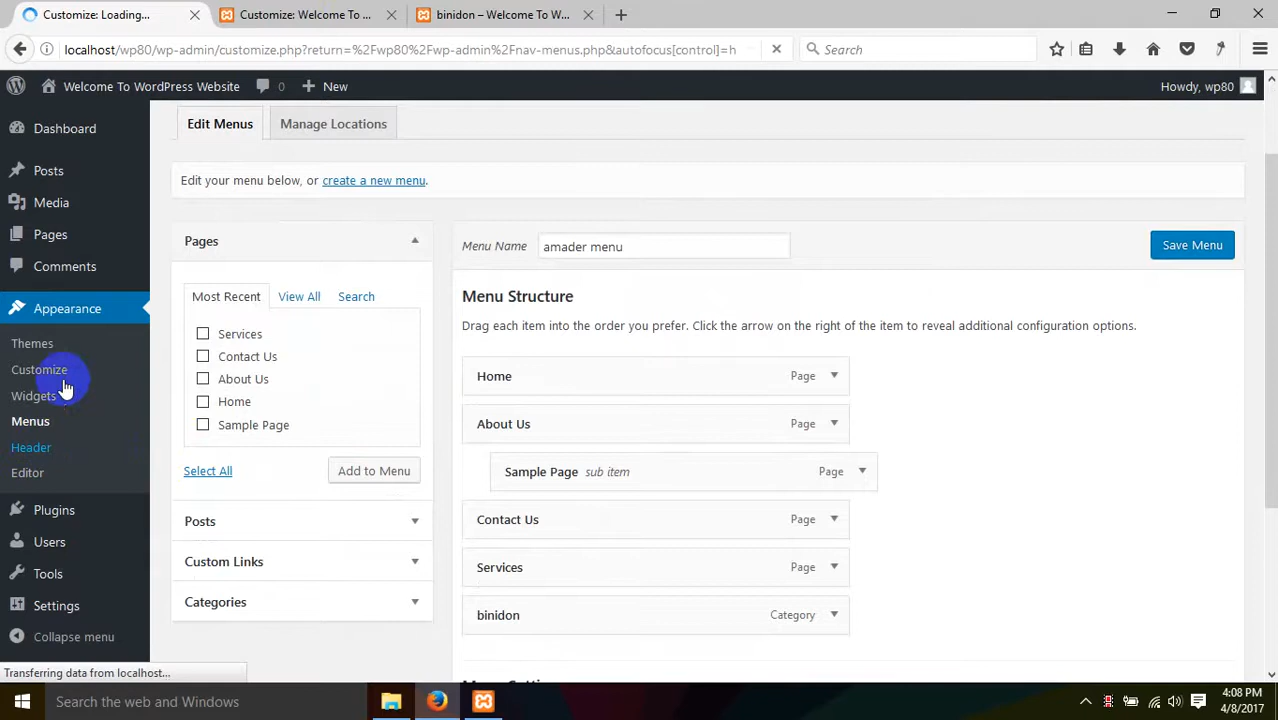 Customize: Loading...
Customize: Welcome To ...
binidon – Welcome To W...
localhost/wp80/wp-admin/customize.php?return=%2Fwp80%2Fwp-admin%2Fnav-menus.php&autofocus[control]=h
Search
Welcome To WordPress Website
0
New
Howdy, wp80
Dashboard
Posts
Media
Pages
Comments
Appearance
Themes
Customize
Widgets
Menus
Header
Editor
Plugins
Users
Tools
Settings
Collapse menu
Edit Menus
Manage Locations
Edit your menu below, or create a new menu.
Pages
Most Recent
View All
Search
Services
Contact Us
About Us
Home
Sample Page
Select All
Add to Menu
Posts
Custom Links
Categories
Menu Name
amader menu
Save Menu
Menu Structure
Drag each item into the order you prefer. Click the arrow on the right of the item to reveal additional configuration options.
Home Page
About Us Page
Sample Page sub item Page
Contact Us Page
Services Page
binidon Category
Transferring data from localhost...
Search the web and Windows
4:08 PM
4/8/2017